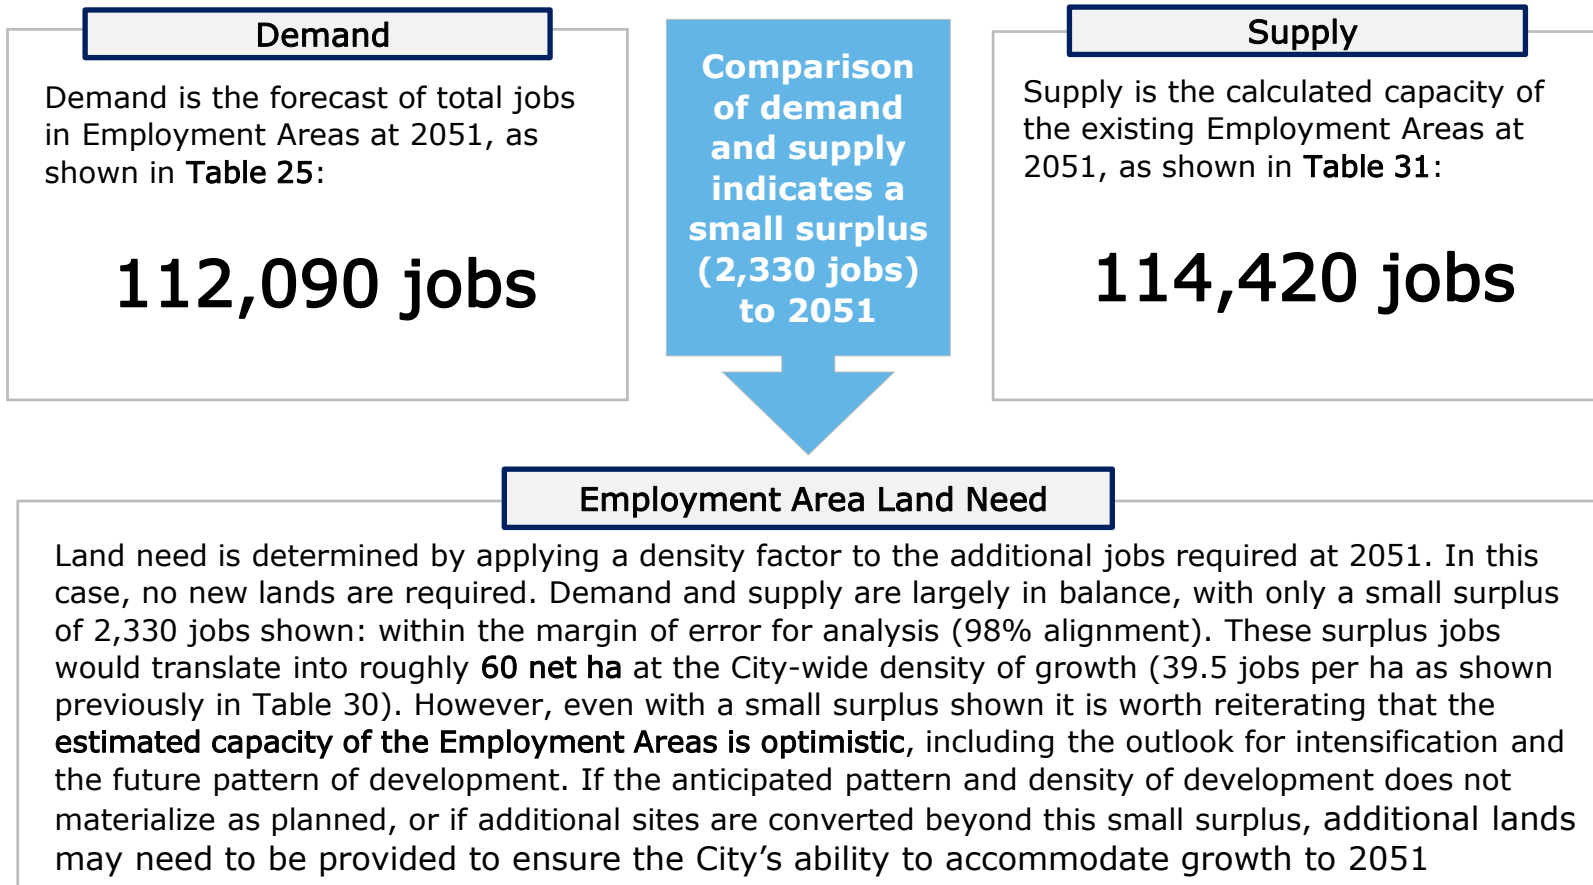 Demand
Demand is the forecast of total jobs
in Employment Areas at 2051, as
shown in Table 25:
112,090 jobs
Comparison
of demand
and supply
indicates a
small surplus
(2,330 jobs)
to 2051
Supply
Supply is the calculated capacity of
the existing Employment Areas at
2051, as shown in Table 31:
114,420 jobs
Employment Area Land Need
Land need is determined by applying a density factor to the additional jobs required at 2051. In this
case, no new lands are required. Demand and supply are largely in balance, with only a small surplus
of 2,330 jobs shown: within the margin of error for analysis (98% alignment). These surplus jobs
would translate into roughly 60 net ha at the City-wide density of growth (39.5 jobs per ha as shown
previously in Table 30). However, even with a small surplus shown it is worth reiterating that the
estimated capacity of the Employment Areas is optimistic, including the outlook for intensification and
the future pattern of development. If the anticipated pattern and density of development does not
materialize as planned, or if additional sites are converted beyond this small surplus, additional lands
may need to be provided to ensure the City’s ability to accommodate growth to 2051